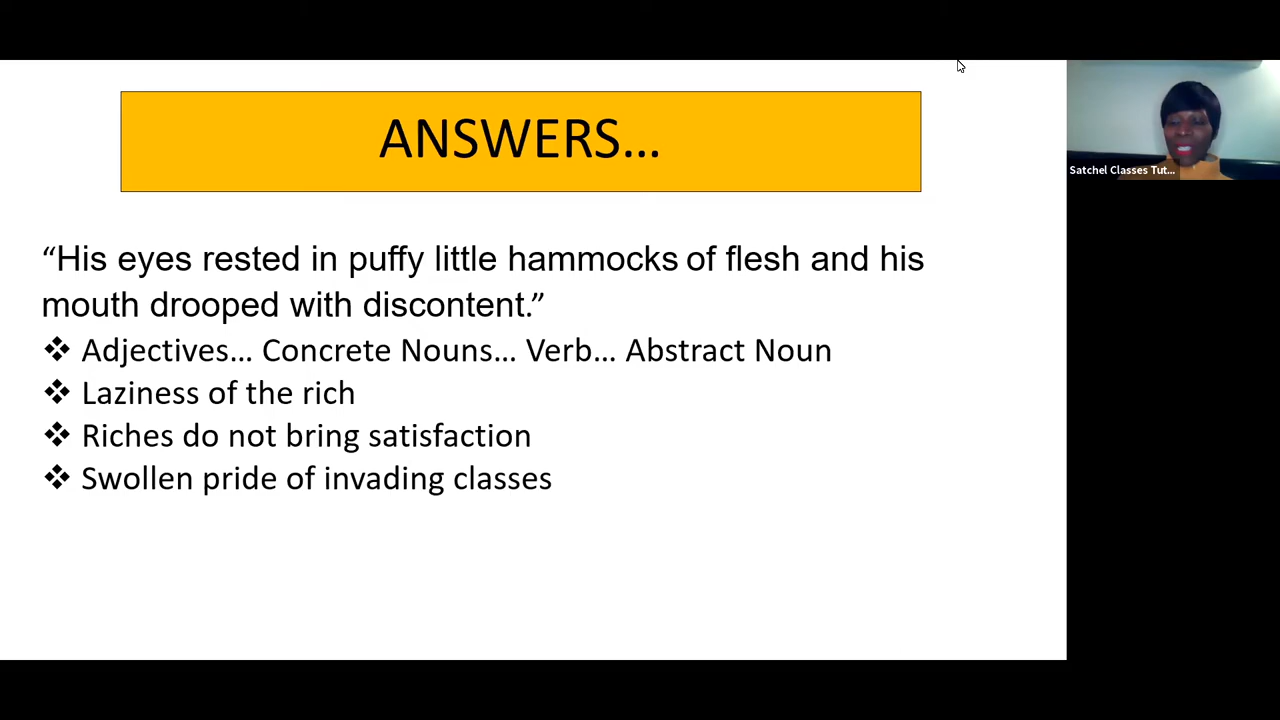 ANSWERS…
“His eyes rested in puffy little hammocks of flesh and his
mouth drooped with discontent.”
❖ Adjectives… Concrete Nouns… Verb… Abstract Noun
❖ Laziness of the rich
❖ Riches do not bring satisfaction
❖ Swollen pride of invading classes
Satchel Classes Tut...